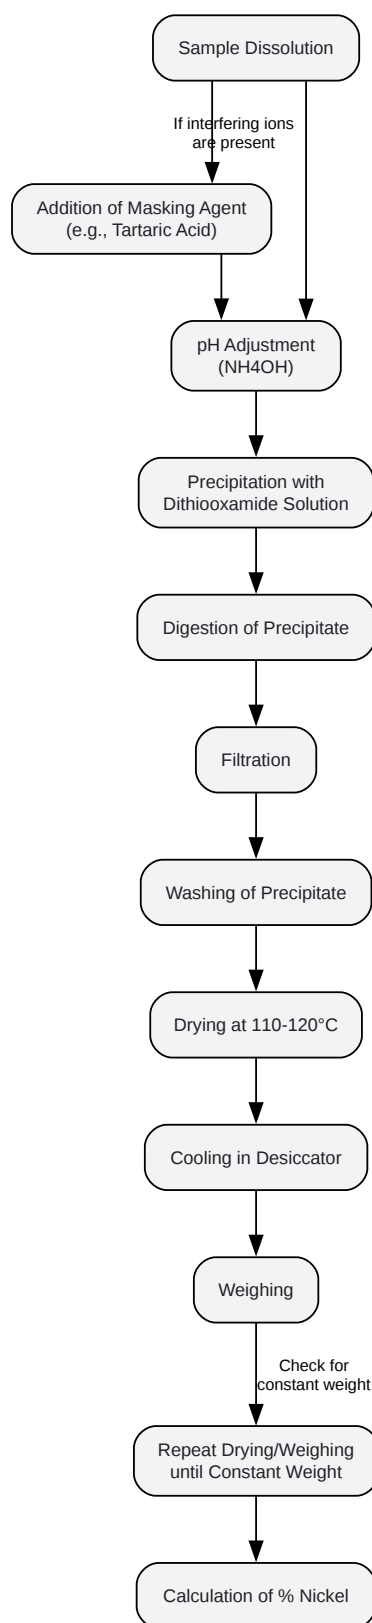 Sample Dissolution
If interfering ions
are present
Addition of Masking Agent
(e.g., Tartaric Acid)
pH Adjustment
(NH4OH)
Precipitation with
Dithiooxamide Solution
Digestion of Precipitate
Filtration
Washing of Precipitate
Drying at 110-120°C
Cooling in Desiccator
Weighing
Check for
constant weight
Repeat Drying/Weighing
until Constant Weight
Calculation of % Nickel